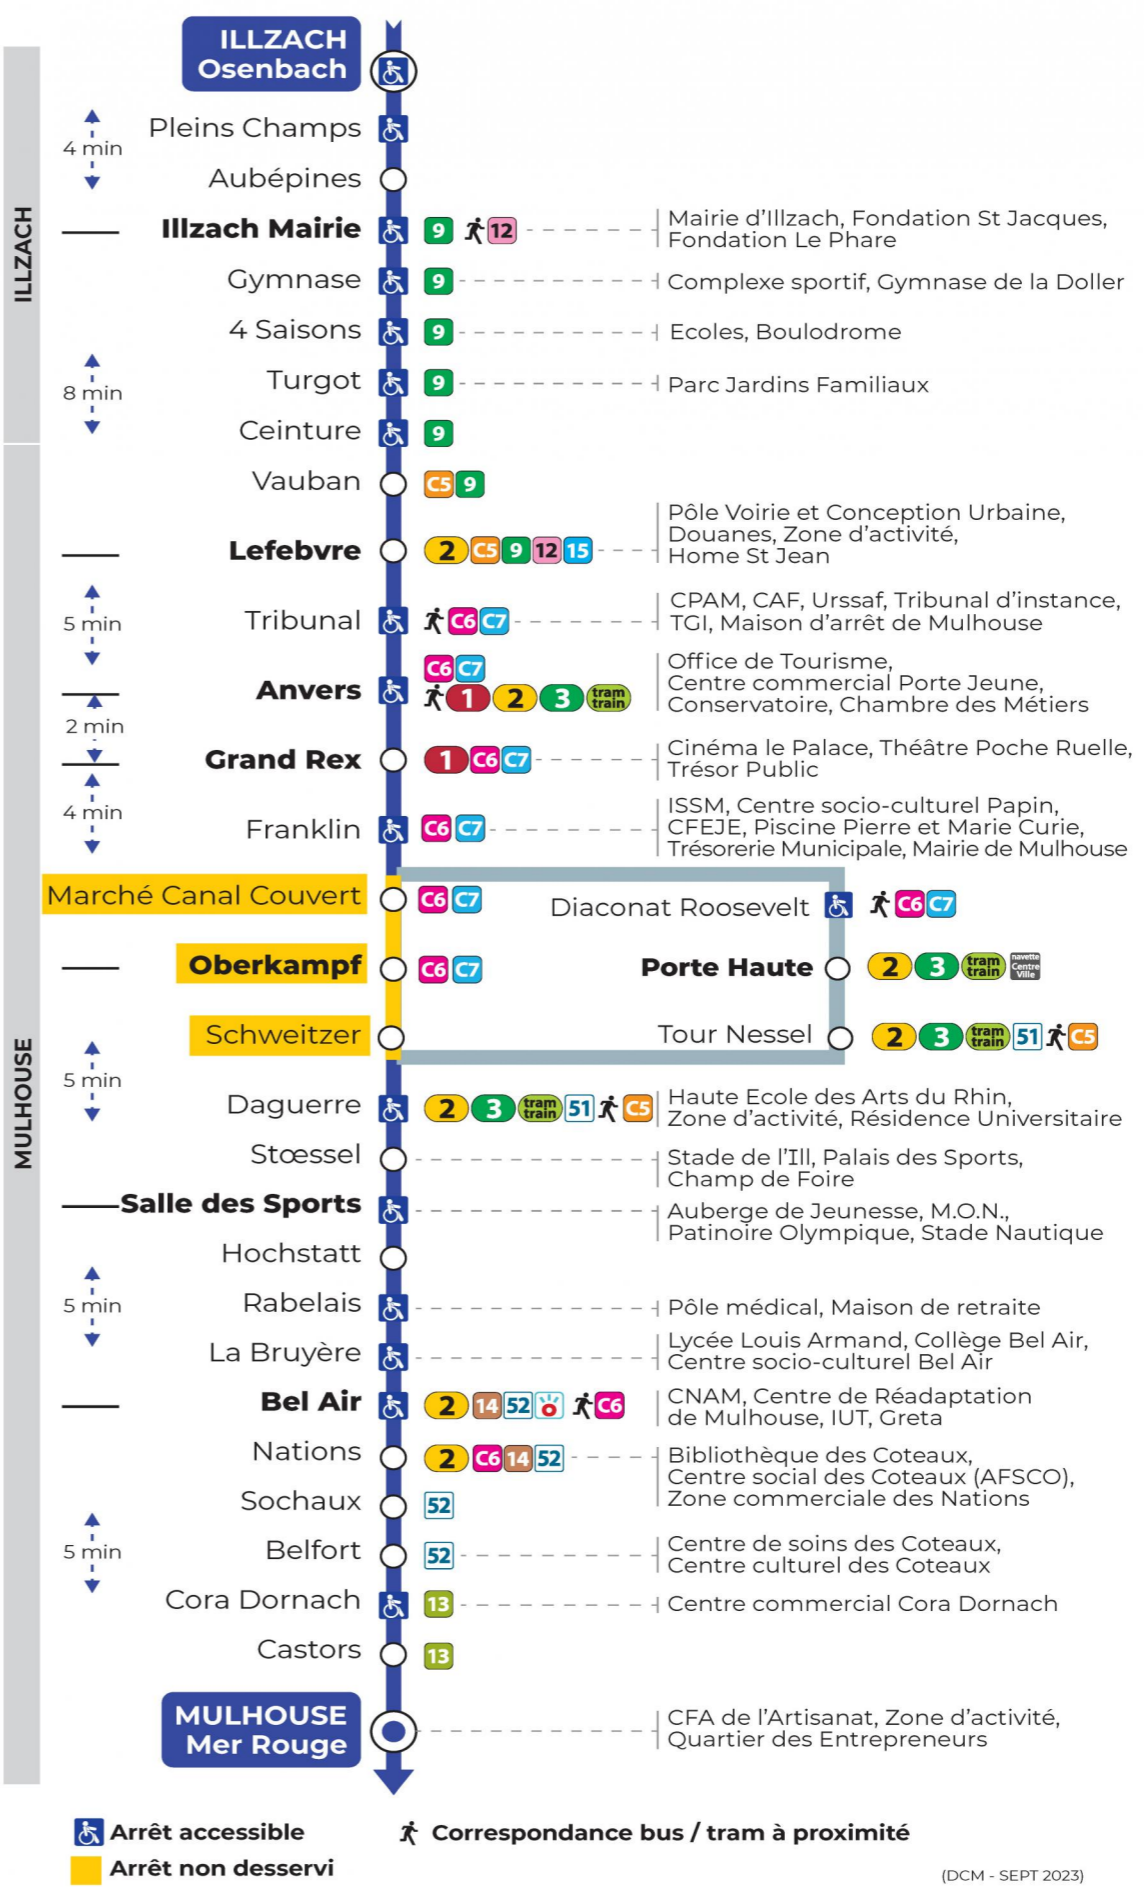 ILLZACH
Osenbach
Pleins Champs
4 min
Aubépines
ILLZACH
Illzach Mairie 9 12
Mairie d'Illzach, Fondation St Jacques,
Fondation Le Phare
Gymnase 9 Complexe sportif, Gymnase de la Doller
4 Saisons 9 Ecoles, Boulodrome
Turgot 9 Parc Jardins Familiaux
8 min
Ceinture 9
Vauban C5 9
Lefebvre 2 C5 9 12 15
Pôle Voirie et Conception Urbaine,
Douanes, Zone d'activité,
Home St Jean
5 min
Tribunal C6 C7
CPAM, CAF, Urssaf, Tribunal d'instance,
TGI, Maison d'arrêt de Mulhouse
C6 C7
Anvers 1 2 3 tram train
Office de Tourisme,
Centre commercial Porte Jeune,
Conservatoire, Chambre des Métiers
2 min
Grand Rex 1 C6 C7
Cinéma le Palace, Théâtre Poche Ruelle,
Trésor Public
4 min
Franklin C6 C7
ISSM, Centre socio-culturel Papin,
CFEJE, Piscine Pierre et Marie Curie,
Trésorerie Municipale, Mairie de Mulhouse
Marché Canal Couvert C6 C7
Diaconat Roosevelt C6 C7
Oberkampf C6 C7
Porte Haute 2 3 tram train navette Centre Ville
Schweitzer
Tour Nessel 2 3 tram train 51 C5
MULHOUSE
5 min
Daguerre 2 3 tram train 51 C5
Haute Ecole des Arts du Rhin,
Zone d'activité, Résidence Universitaire
Stœssel
Stade de l'Ill, Palais des Sports,
Champ de Foire
Salle des Sports
Auberge de Jeunesse, M.O.N.,
Patinoire Olympique, Stade Nautique
Hochstatt
5 min
Rabelais Pôle médical, Maison de retraite
La Bruyère
Lycée Louis Armand, Collège Bel Air,
Centre socio-culturel Bel Air
Bel Air 2 14 52 C6
CNAM, Centre de Réadaptation
de Mulhouse, IUT, Greta
Nations 2 C6 14 52
Bibliothèque des Coteaux,
Centre social des Coteaux (AFSCO),
Zone commerciale des Nations
Sochaux 52
5 min
Belfort 52
Centre de soins des Coteaux,
Centre culturel des Coteaux
Cora Dornach 13 Centre commercial Cora Dornach
Castors 13
MULHOUSE
Mer Rouge
CFA de l'Artisanat, Zone d'activité,
Quartier des Entrepreneurs
Arrêt accessible
Correspondance bus / tram à proximité
Arrêt non desservi
(DCM - SEPT 2023)